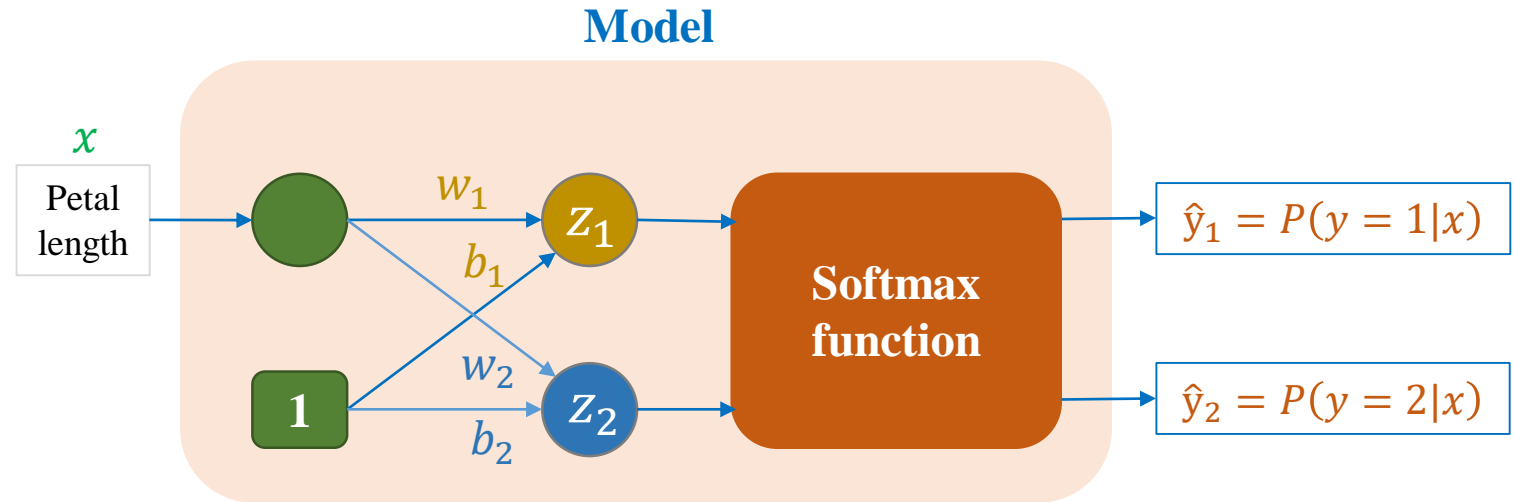 Model
x
Petal
length
w₁
z₁
b₁
Softmax
function
ŷ₁ = P(y = 1|x)
w₂
1
z₂
b₂
ŷ₂ = P(y = 2|x)